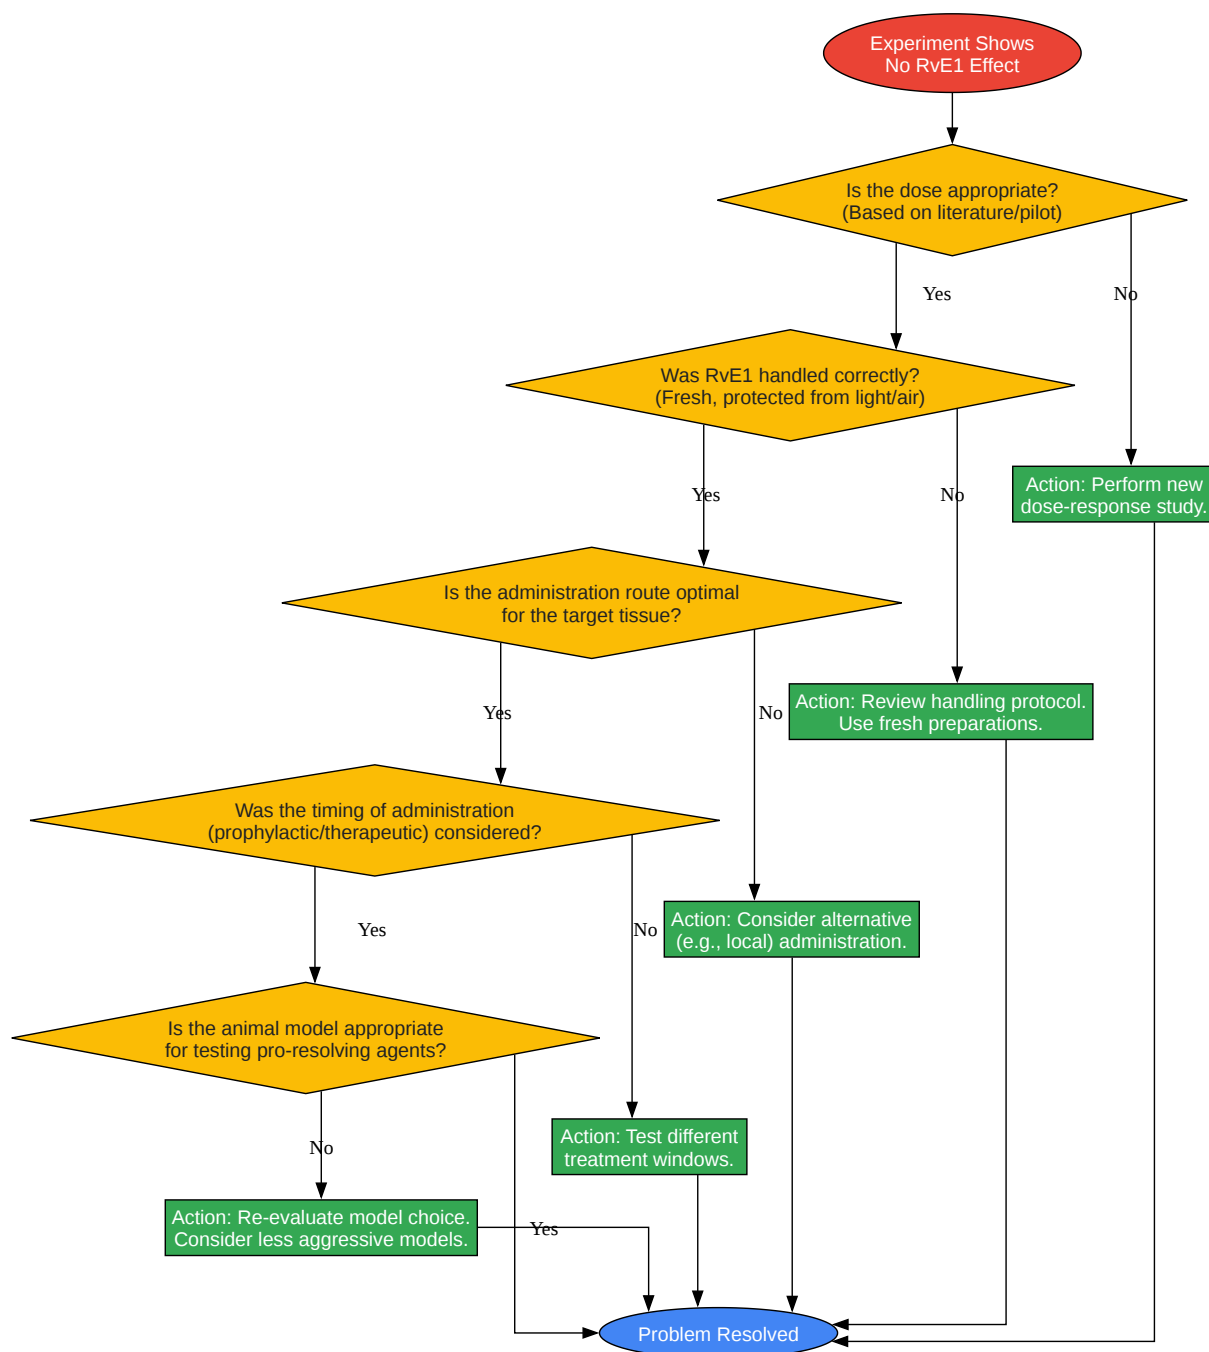 Experiment Shows
No RvE1 Effect
Is the dose appropriate?
(Based on literature/pilot)
Yes
No
Was RvE1 handled correctly?
(Fresh, protected from light/air)
Yes
No
Action: Perform new
dose-response study.
Is the administration route optimal
for the target tissue?
Yes
No
Action: Review handling protocol.
Use fresh preparations.
Was the timing of administration
(prophylactic/therapeutic) considered?
Yes
No
Action: Consider alternative
(e.g., local) administration.
Is the animal model appropriate
for testing pro-resolving agents?
No
Action: Test different
treatment windows.
Action: Re-evaluate model choice.
Consider less aggressive models.
Yes
Problem Resolved